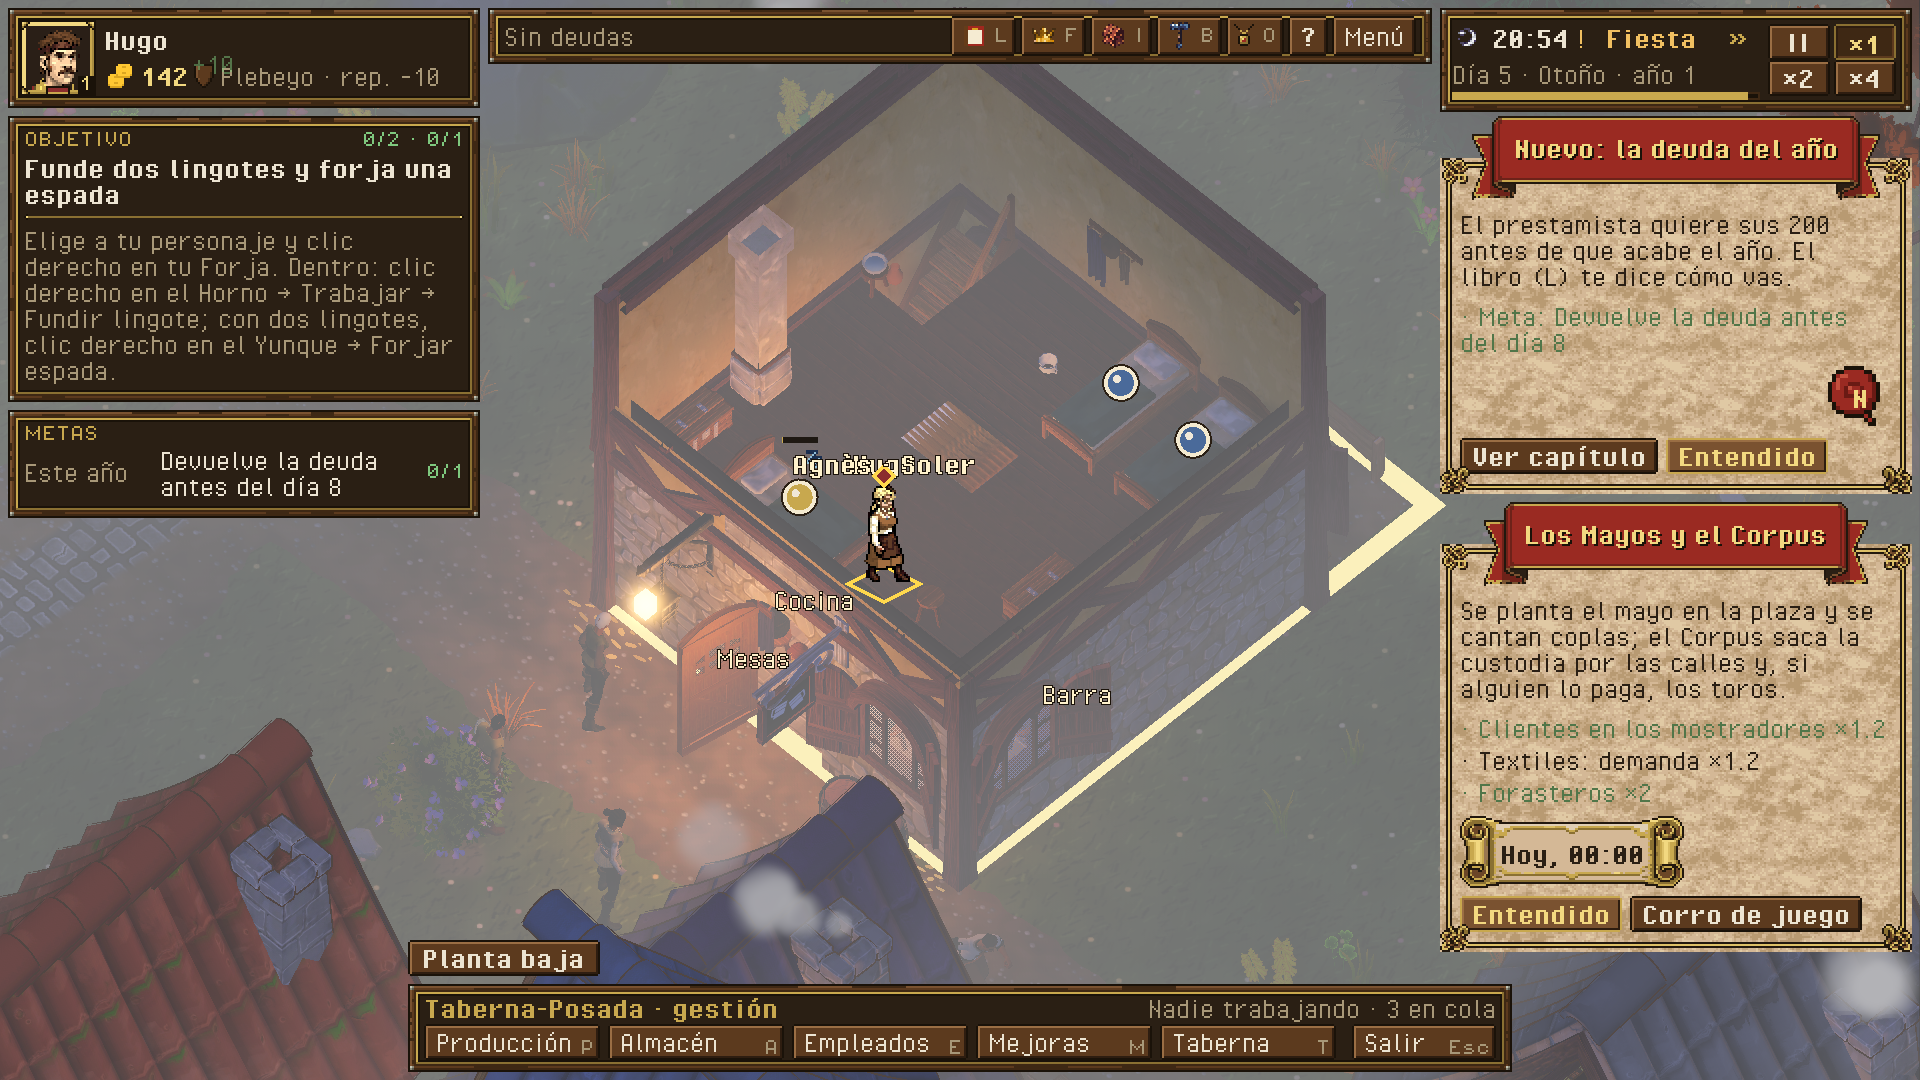 Hugo
142 Plebeyo · rep. -10
+10
1
Sin deudas
L
F
I
B
O
?
Menú
20:54! Fiesta »
Día 5 · Otoño · año 1
×1
×2
×4
OBJETIVO 0/2 · 0/1
Funde dos lingotes y forja una
espada
Elige a tu personaje y clic
derecho en tu Forja. Dentro: clic
derecho en el Horno → Trabajar →
Fundir lingote; con dos lingotes,
clic derecho en el Yunque → Forjar
espada.
METAS
Este año Devuelve la deuda 0/1
antes del día 8
Nuevo: la deuda del año
El prestamista quiere sus 200
antes de que acabe el año. El
libro (L) te dice cómo vas.
· Meta: Devuelve la deuda antes
del día 8
N
Ver capítulo Entendido
Los Mayos y el Corpus
Se planta el mayo en la plaza y se
cantan coplas; el Corpus saca la
custodia por las calles y, si
alguien lo paga, los toros.
· Clientes en los mostradores ×1.2
· Textiles: demanda ×1.2
· Forasteros ×2
Hoy, 00:00
Entendido Corro de juego
Soler
Cocina
Mesas
Barra
Planta baja
Taberna-Posada · gestión Nadie trabajando · 3 en cola
Producción P Almacén A Empleados E Mejoras M Taberna T Salir Esc